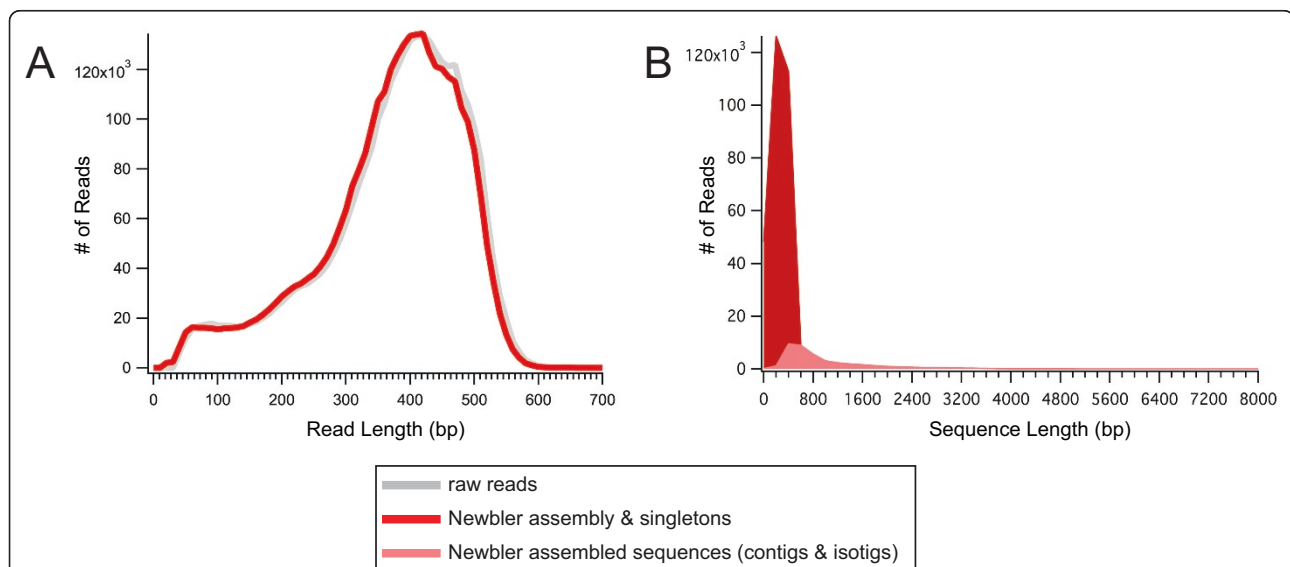 A
120x10³
100
80
60
40
20
0
# of Reads
0 100 200 300 400 500 600 700
Read Length (bp)
B
120x10³
100
80
60
40
20
0
# of Reads
0 800 1600 2400 3200 4000 4800 5600 6400 7200 8000
Sequence Length (bp)
raw reads
Newbler assembly & singletons
Newbler assembled sequences (contigs & isotigs)